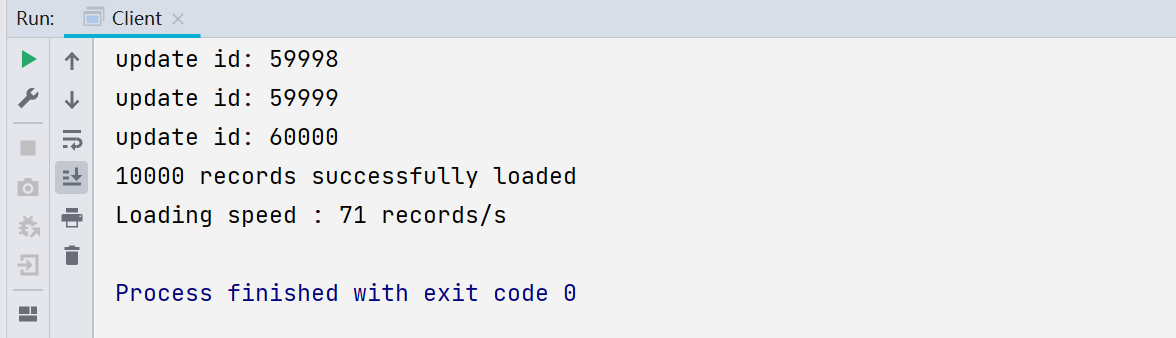 Run: Client
update id: 59998
update id: 59999
update id: 60000
10000 records successfully loaded
Loading speed : 71 records/s
Process finished with exit code 0